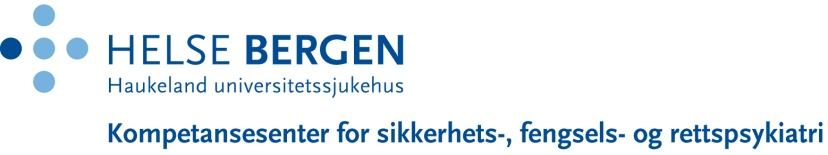 HELSE BERGEN
Haukeland universitetssjukehus
Kompetansesenter for sikkerhets-, fengsels- og rettspsykiatri